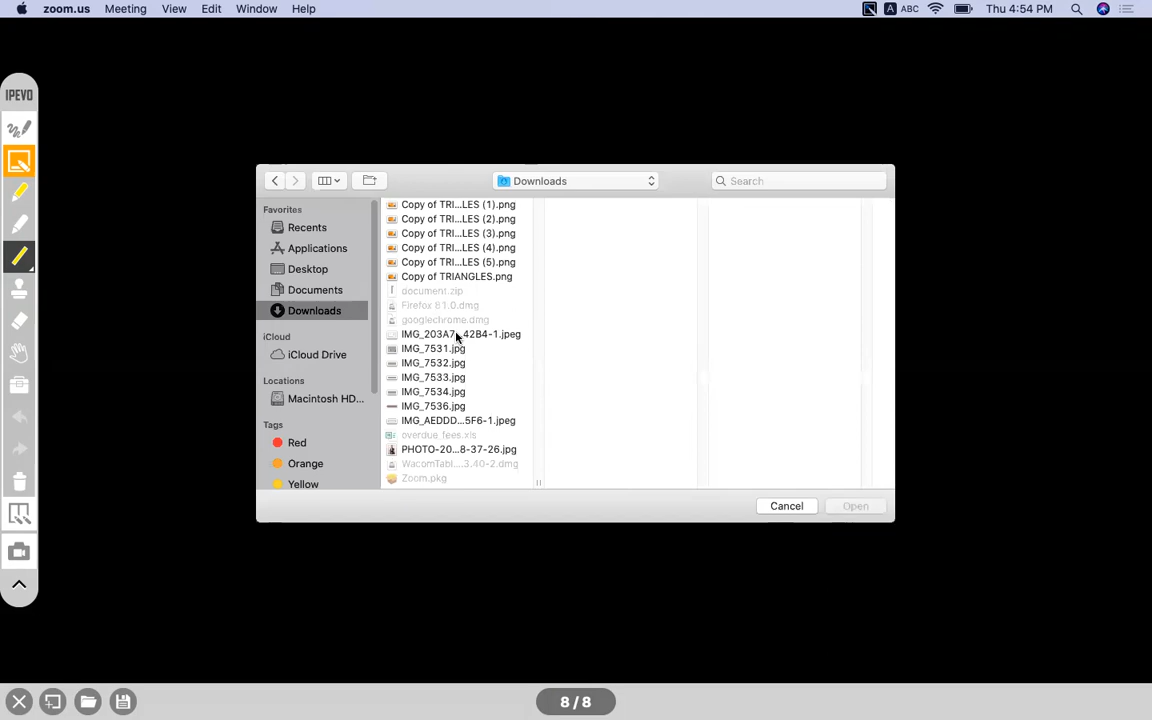 zoom.us Meeting View Edit Window Help A ABC Thu 4:54 PM
IPEVO
Downloads
Search
Favorites
Recents
Applications
Desktop
Documents
Downloads
iCloud
iCloud Drive
Locations
Macintosh HD...
Tags
Red
Orange
Yellow
Copy of TRI...LES (1).png
Copy of TRI...LES (2).png
Copy of TRI...LES (3).png
Copy of TRI...LES (4).png
Copy of TRI...LES (5).png
Copy of TRIANGLES.png
document.zip
Firefox 81.0.dmg
googlechrome.dmg
IMG_203A7...42B4-1.jpeg
IMG_7531.jpg
IMG_7532.jpg
IMG_7533.jpg
IMG_7534.jpg
IMG_7536.jpg
IMG_AEDDD...5F6-1.jpeg
overdue fees.xls
PHOTO-20...8-37-26.jpg
WacomTabl....3.40-2.dmg
Zoom.pkg
Cancel
Open
8 / 8